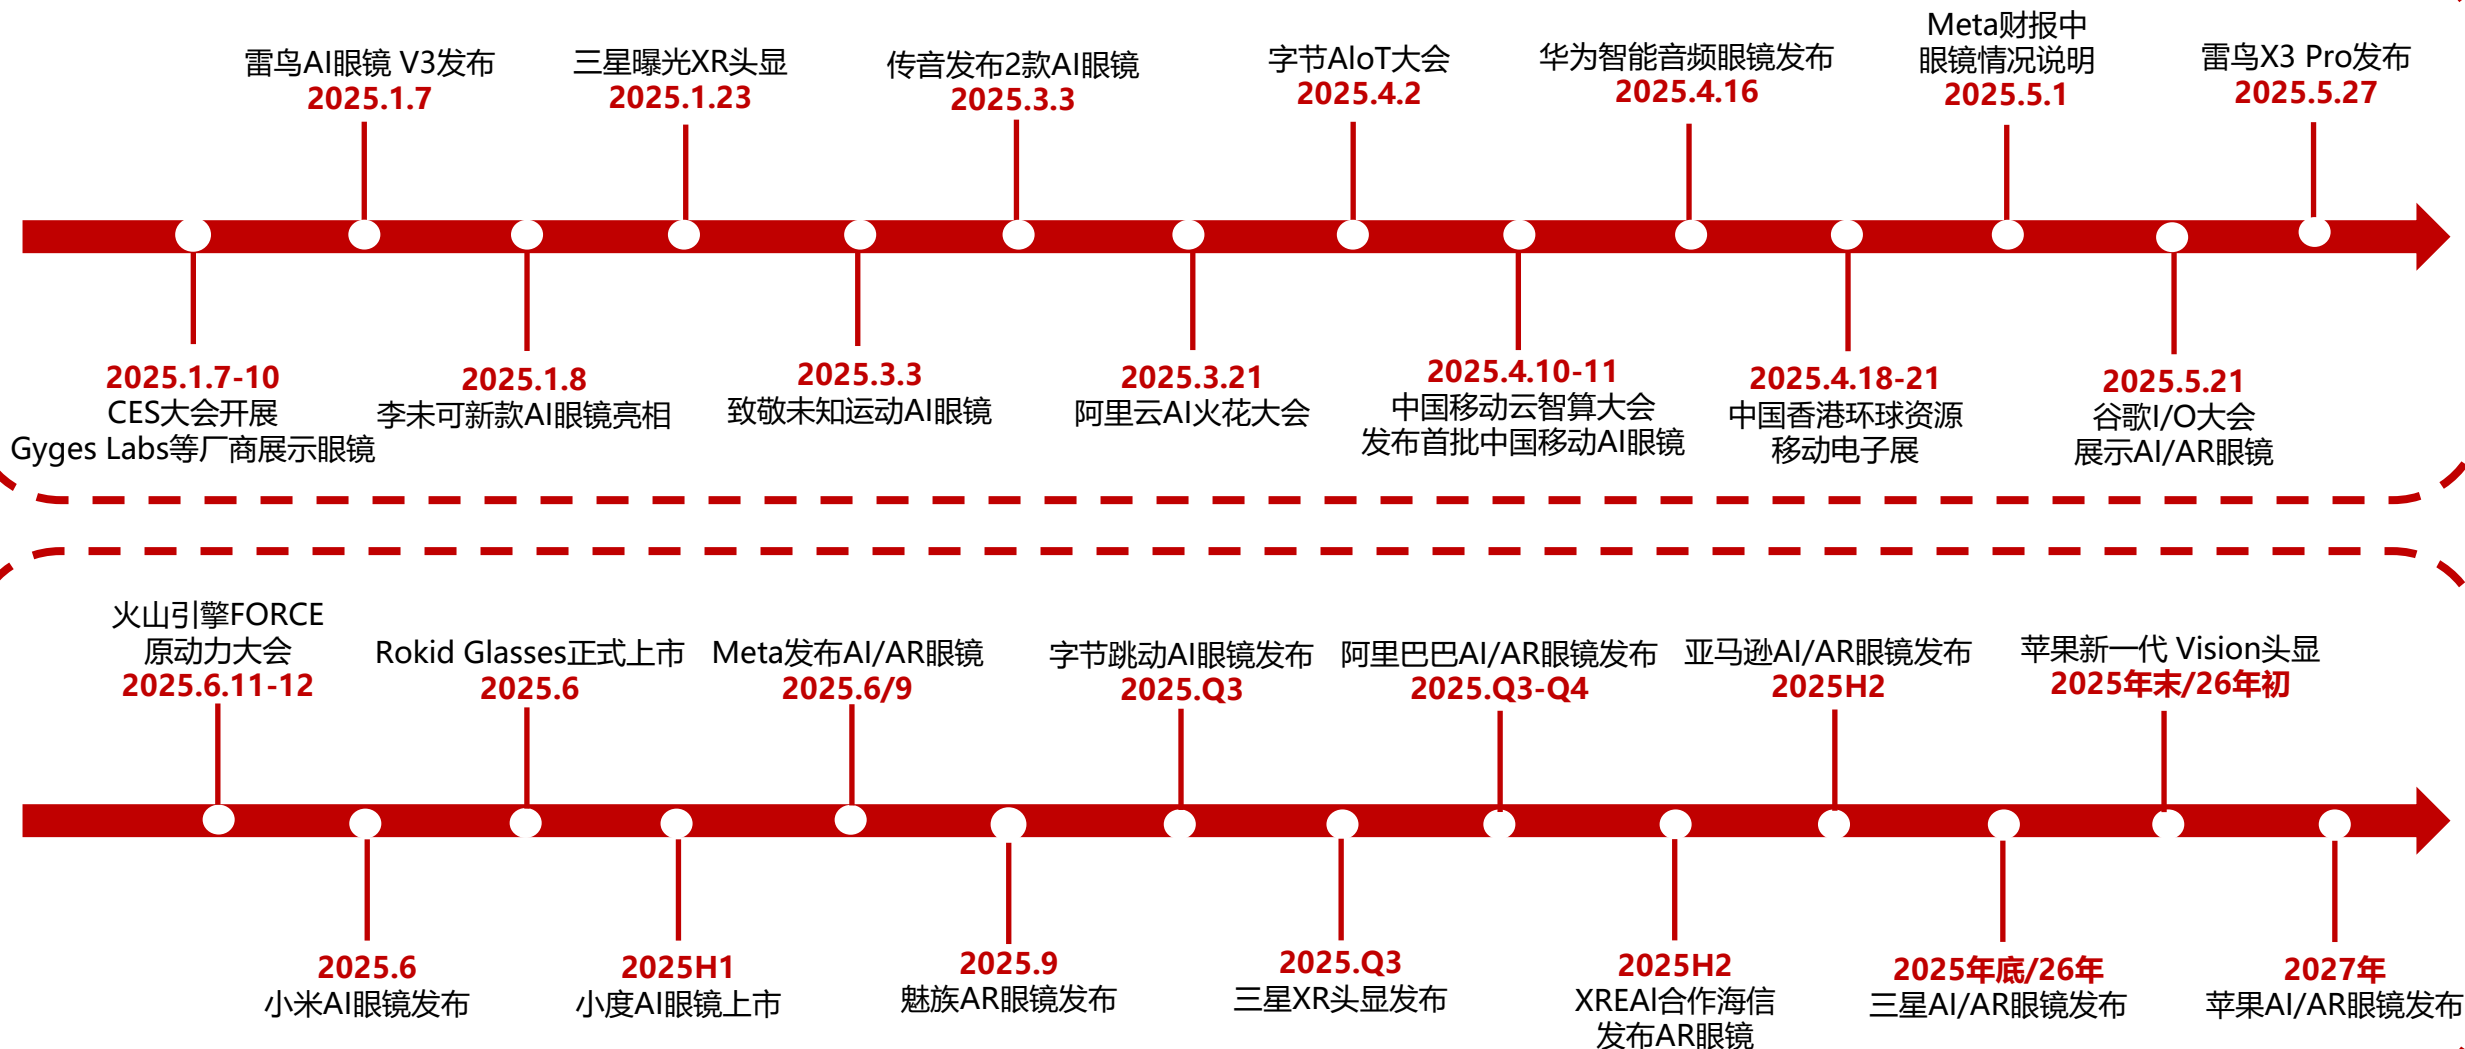 雷鸟AI眼镜 V3发布
2025.1.7
三星曝光XR头显
2025.1.23
传音发布2款AI眼镜
2025.3.3
字节AIoT大会
2025.4.2
华为智能音频眼镜发布
2025.4.16
Meta财报中
眼镜情况说明
2025.5.1
雷鸟X3 Pro发布
2025.5.27
2025.1.7-10
CES大会开展
Gyges Labs等厂商展示眼镜
2025.1.8
李未可新款AI眼镜亮相
2025.3.3
致敬未知运动AI眼镜
2025.3.21
阿里云AI火花大会
2025.4.10-11
中国移动云智算大会
发布首批中国移动AI眼镜
2025.4.18-21
中国香港环球资源
移动电子展
2025.5.21
谷歌I/O大会
展示AI/AR眼镜
火山引擎FORCE
原动力大会
2025.6.11-12
Rokid Glasses正式上市
2025.6
Meta发布AI/AR眼镜
2025.6/9
字节跳动AI眼镜发布
2025.Q3
阿里巴巴AI/AR眼镜发布
2025.Q3-Q4
亚马逊AI/AR眼镜发布
2025H2
苹果新一代 Vision头显
2025年末/26年初
2025.6
小米AI眼镜发布
2025H1
小度AI眼镜上市
2025.9
魅族AR眼镜发布
2025.Q3
三星XR头显发布
2025H2
XREAl合作海信
发布AR眼镜
2025年底/26年
三星AI/AR眼镜发布
2027年
苹果AI/AR眼镜发布